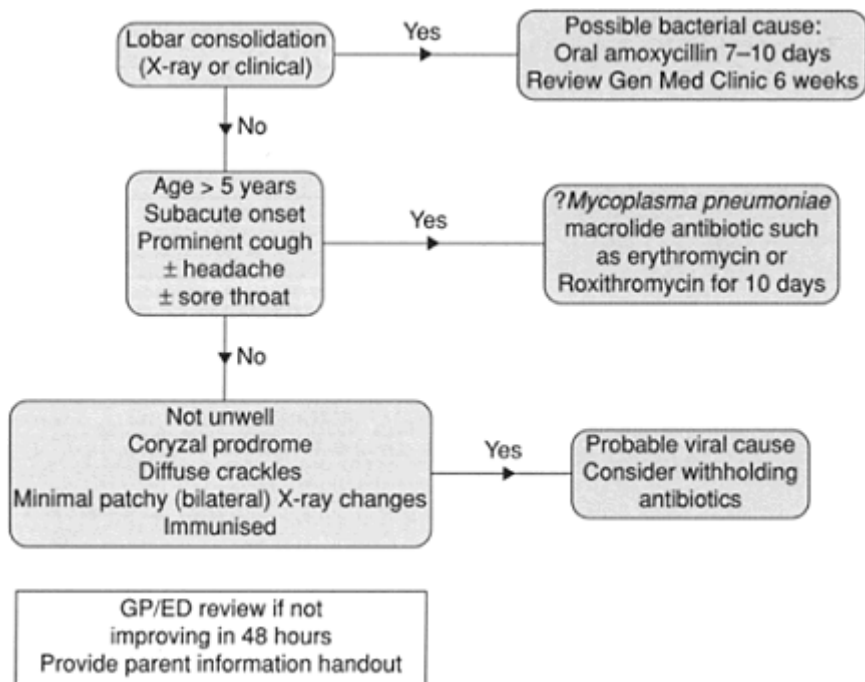 Lobar consolidation
(X-ray or clinical)
Yes
Possible bacterial cause:
Oral amoxycillin 7–10 days
Review Gen Med Clinic 6 weeks
No
Age > 5 years
Subacute onset
Prominent cough
± headache
± sore throat
Yes
?Mycoplasma pneumoniae
macrolide antibiotic such
as erythromycin or
Roxithromycin for 10 days
No
Not unwell
Coryzal prodrome
Diffuse crackles
Minimal patchy (bilateral) X-ray changes
Immunised
Yes
Probable viral cause
Consider withholding
antibiotics
GP/ED review if not
improving in 48 hours
Provide parent information handout